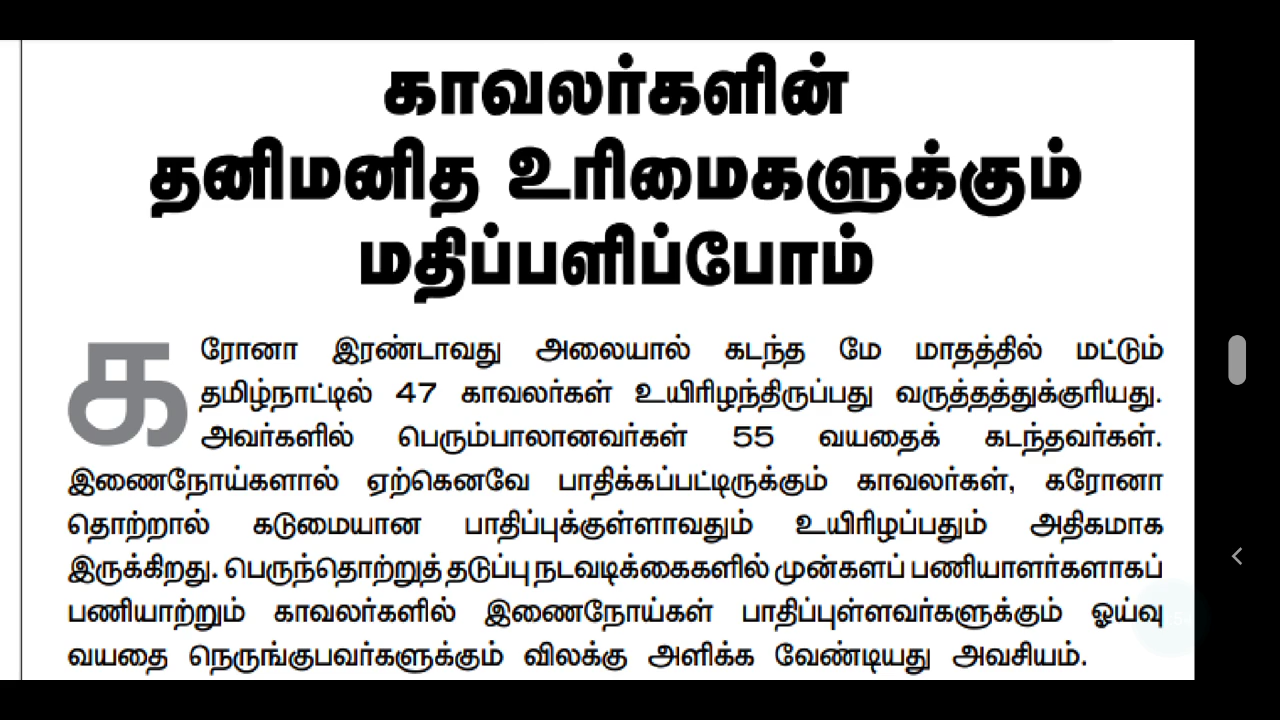 காவலர்களின்
தனிமனித உரிமைகளுக்கும்
மதிப்பளிப்போம்
கரோனா இரண்டாவது அலையால் கடந்த மே மாதத்தில் மட்டும்
தமிழ்நாட்டில் 47 காவலர்கள் உயிரிழந்திருப்பது வருத்தத்துக்குரியது.
அவர்களில் பெரும்பாலானவர்கள் 55 வயதைக் கடந்தவர்கள்.
இணைநோய்களால் ஏற்கெனவே பாதிக்கப்பட்டிருக்கும் காவலர்கள், கரோனா
தொற்றால் கடுமையான பாதிப்புக்குள்ளாவதும் உயிரிழப்பதும் அதிகமாக
இருக்கிறது. பெருந்தொற்றுத் தடுப்பு நடவடிக்கைகளில் முன்களப் பணியாளர்களாகப்
பணியாற்றும் காவலர்களில் இணைநோய்கள் பாதிப்புள்ளவர்களுக்கும் ஓய்வு
வயதை நெருங்குபவர்களுக்கும் விலக்கு அளிக்க வேண்டியது அவசியம்.